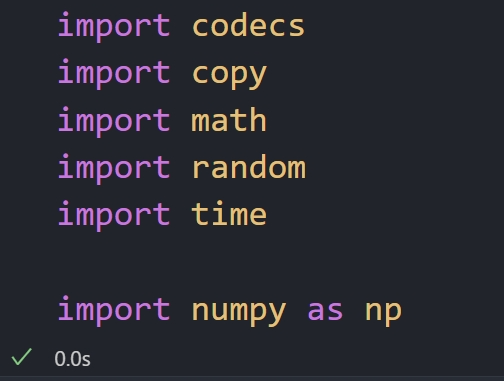 import codecs
import copy
import math
import random
import time
import numpy as np
0.0s